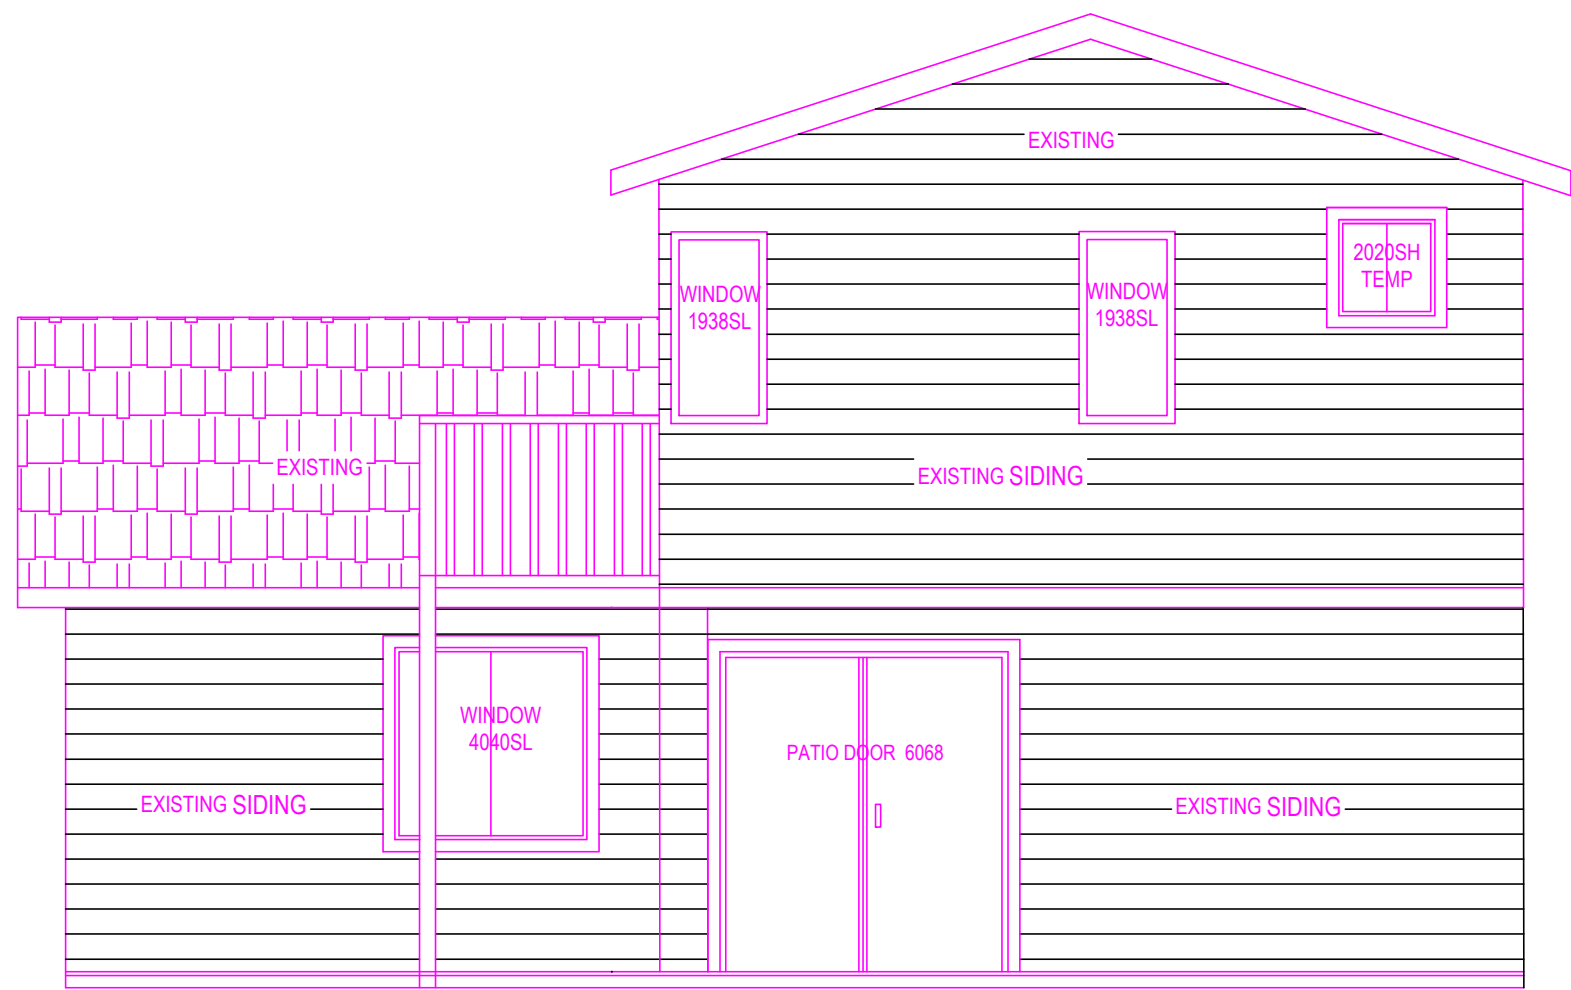 EXISTING
2020SH
TEMP
WINDOW
1938SL
WINDOW
1938SL
EXISTING
EXISTING SIDING
WINDOW
4040SL
PATIO DOOR 6068
EXISTING SIDING
EXISTING SIDING